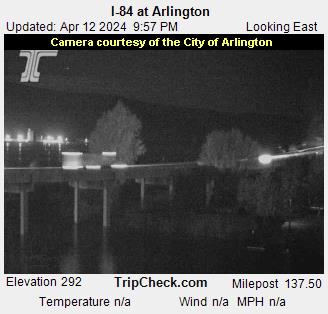 I-84 at Arlington
Updated: Apr 12 2024 9:57 PM Looking East
Camera courtesy of the City of Arlington
Elevation 292 TripCheck.com Milepost 137.50
Temperature n/a Wind n/a MPH n/a